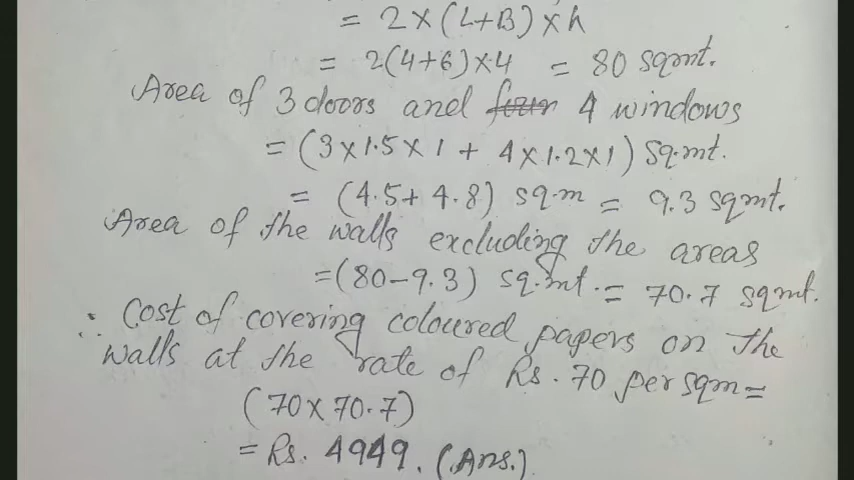 = 2×(L+B)×h
= 2(4+6)×4 = 80 sqmt.
Area of 3 doors and 4 windows
= (3×1.5×1 + 4×1.2×1) Sq.mt.
= (4.5+4.8) sq.m = 9.3 sqmt.
Area of the walls excluding the areas
=(80-9.3) sq.mt.= 70.7 sqmt.
∴ Cost of covering coloured papers on the
walls at the rate of Rs. 70 per sqm=
(70×70.7)
= Rs. 4949. (Ans.)